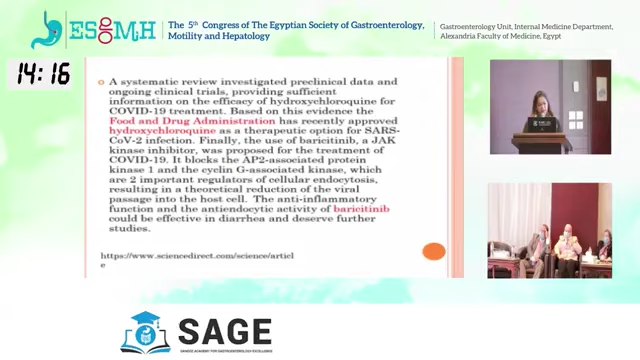 ESGMH
The 5th Congress of The Egyptian Society of Gastroenterology,
Motility and Hepatology
Gastroenterology Unit, Internal Medicine Department,
Alexandria Faculty of Medicine, Egypt
14:16
A systematic review investigated preclinical data and
ongoing clinical trials, providing sufficient
information on the efficacy of hydroxychloroquine for
COVID-19 treatment. Based on this evidence the
Food and Drug Administration has recently approved
hydroxychloroquine as a therapeutic option for SARS-
CoV-2 infection. Finally, the use of baricitinib, a JAK
kinase inhibitor, was proposed for the treatment of
COVID-19. It blocks the AP2-associated protein
kinase 1 and the cyclin G-associated kinase, which
are 2 important regulators of cellular endocytosis,
resulting in a theoretical reduction of the viral
passage into the host cell. The anti-inflammatory
function and the antiendocytic activity of baricitinib
could be effective in diarrhea and deserve further
studies.
https://www.sciencedirect.com/science/articl
e
SAGE